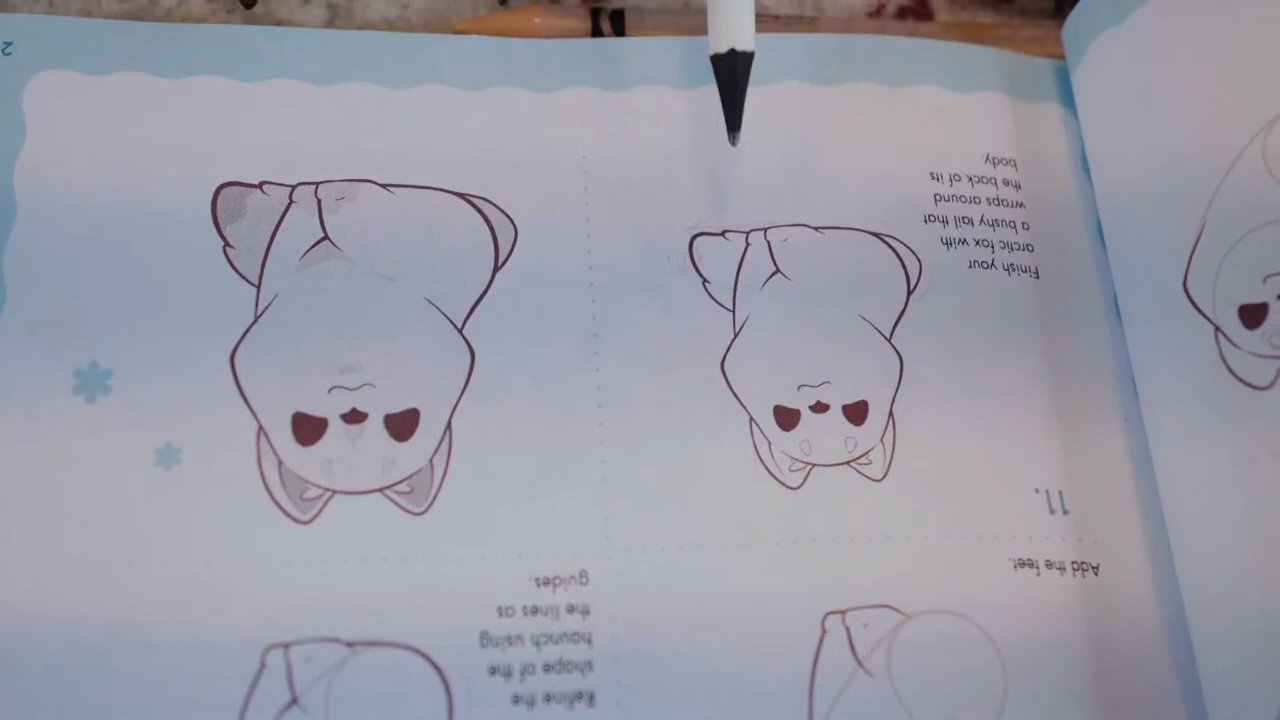 Refine the
shape of the
haunch using
the lines as
guides.
Add the feet.
11.
Finish your
arctic fox with
a bushy tail that
wraps around
the back of its
body.
2